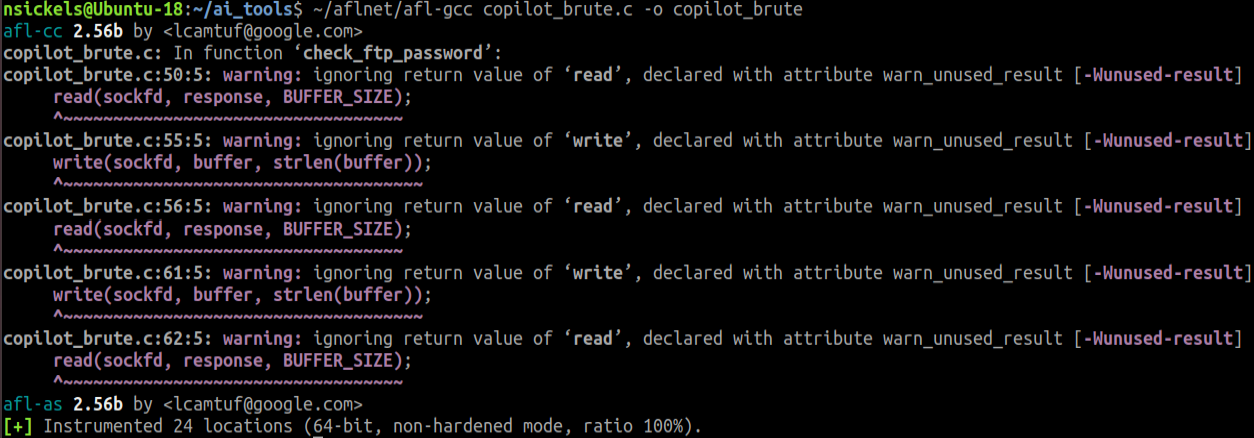 nsickels@Ubuntu-18:~/ai_tools$ ~/aflnet/afl-gcc copilot_brute.c -o copilot_brute
afl-cc 2.56b by <lcamtuf@google.com>
copilot_brute.c: In function ‘check_ftp_password’:
copilot_brute.c:50:5: warning: ignoring return value of ‘read’, declared with attribute warn_unused_result [-Wunused-result]
     read(sockfd, response, BUFFER_SIZE);
     ^~~~~~~~~~~~~~~~~~~~~~~~~~~~~~~~~~~
copilot_brute.c:55:5: warning: ignoring return value of ‘write’, declared with attribute warn_unused_result [-Wunused-result]
     write(sockfd, buffer, strlen(buffer));
     ^~~~~~~~~~~~~~~~~~~~~~~~~~~~~~~~~~~~~
copilot_brute.c:56:5: warning: ignoring return value of ‘read’, declared with attribute warn_unused_result [-Wunused-result]
     read(sockfd, response, BUFFER_SIZE);
     ^~~~~~~~~~~~~~~~~~~~~~~~~~~~~~~~~~~
copilot_brute.c:61:5: warning: ignoring return value of ‘write’, declared with attribute warn_unused_result [-Wunused-result]
     write(sockfd, buffer, strlen(buffer));
     ^~~~~~~~~~~~~~~~~~~~~~~~~~~~~~~~~~~~~
copilot_brute.c:62:5: warning: ignoring return value of ‘read’, declared with attribute warn_unused_result [-Wunused-result]
     read(sockfd, response, BUFFER_SIZE);
     ^~~~~~~~~~~~~~~~~~~~~~~~~~~~~~~~~~~
afl-as 2.56b by <lcamtuf@google.com>
[+] Instrumented 24 locations (64-bit, non-hardened mode, ratio 100%).